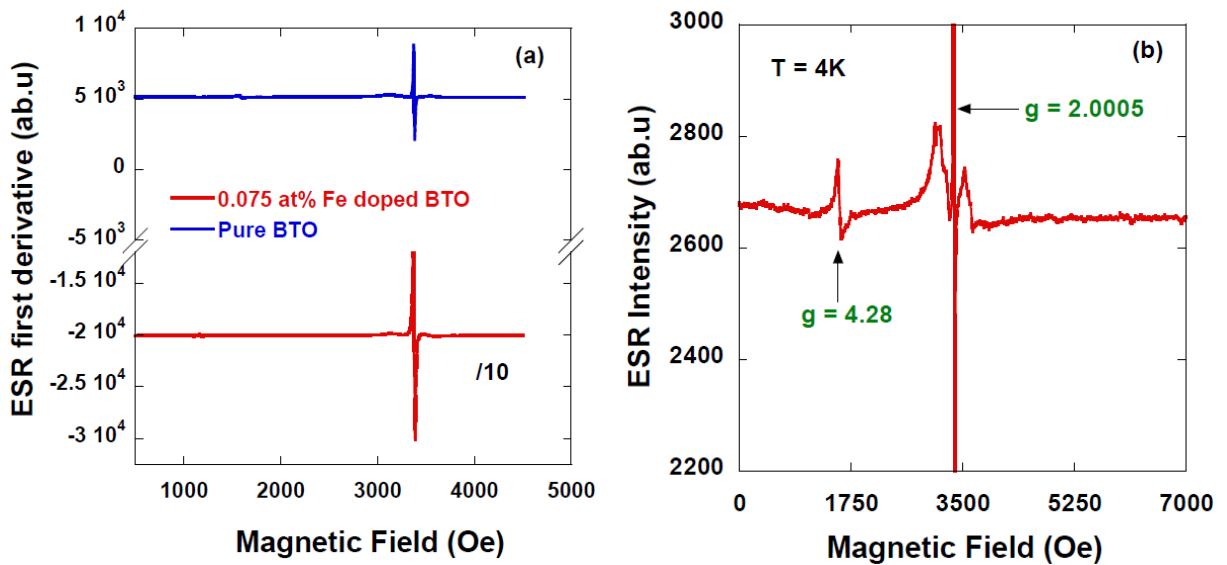 1 10⁴
5 10³
0
-5 10³
-1.5 10⁴
-2 10⁴
-2.5 10⁴
-3 10⁴
ESR first derivative (ab.u)
(a)
0.075 at% Fe doped BTO
Pure BTO
/10
1000 2000 3000 4000 5000
Magnetic Field (Oe)
3000
2800
2600
2400
2200
ESR Intensity (ab.u)
(b)
T = 4K
g = 2.0005
g = 4.28
0 1750 3500 5250 7000
Magnetic Field (Oe)